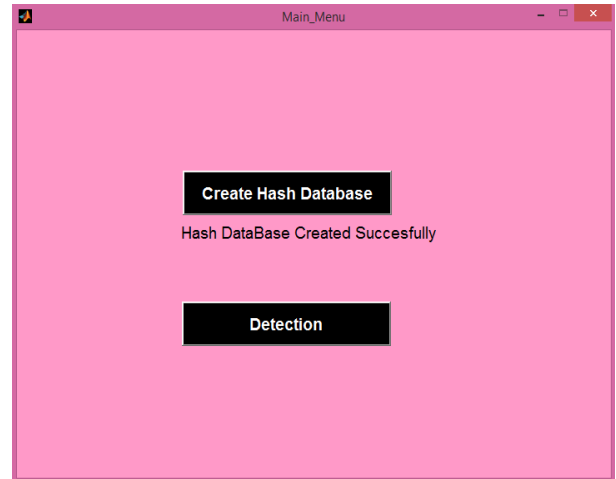 Main_Menu
Create Hash Database
Hash DataBase Created Succesfully
Detection